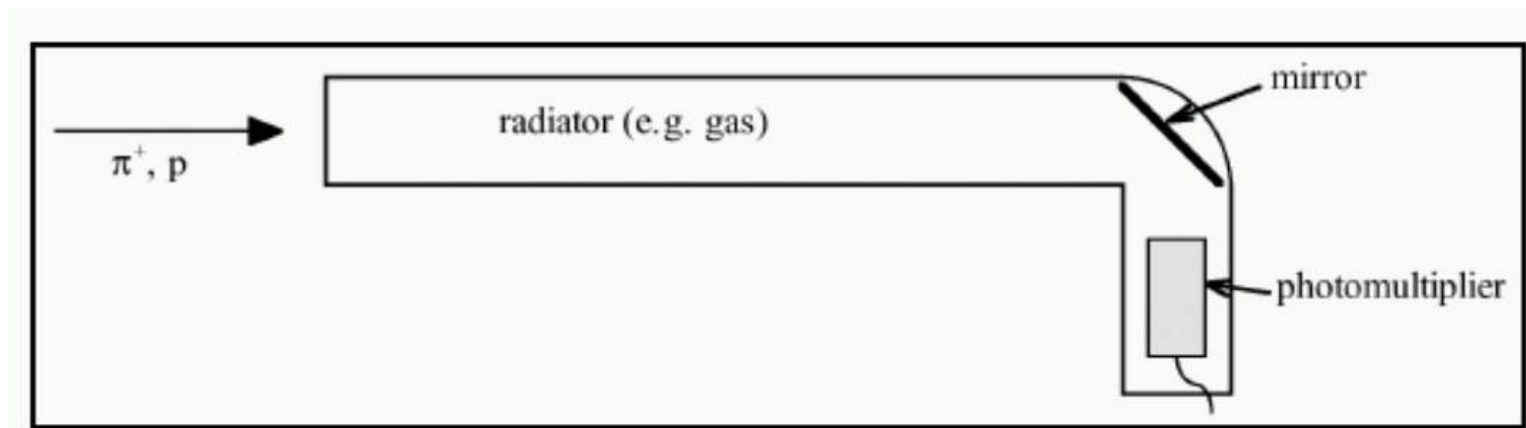 mirror
radiator (e.g. gas)
π⁺, p
photomultiplier